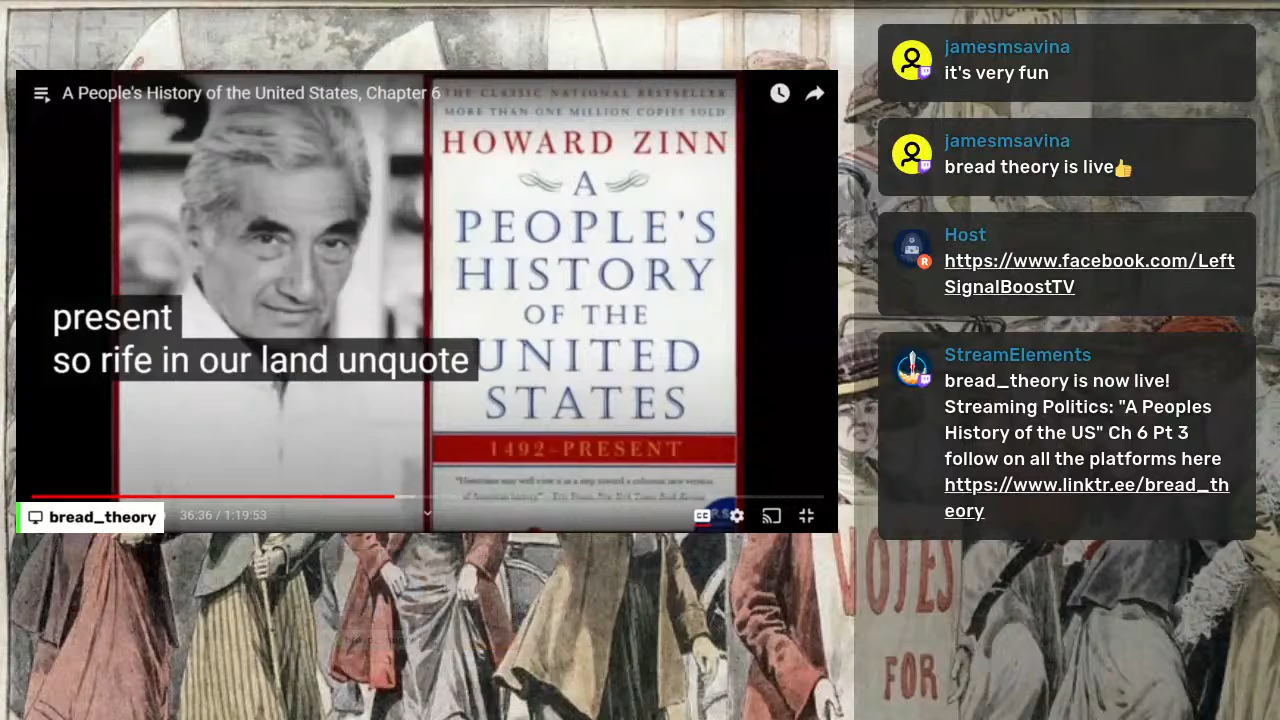 A People's History of the United States, Chapter 6
THE CLASSIC NATIONAL BESTSELLER
MORE THAN ONE MILLION COPIES SOLD
HOWARD ZINN
A
PEOPLE'S
HISTORY
OF THE
UNITED
STATES
1492–PRESENT
present
so rife in our land unquote
bread_theory
36:36 / 1:19:53
CC
jamesmsavina
it's very fun
jamesmsavina
bread theory is live👍
Host
https://www.facebook.com/Left
SignalBoostTV
StreamElements
bread_theory is now live!
Streaming Politics: "A Peoples
History of the US" Ch 6 Pt 3
follow on all the platforms here
https://www.linktr.ee/bread_th
eory
VOTES
FOR